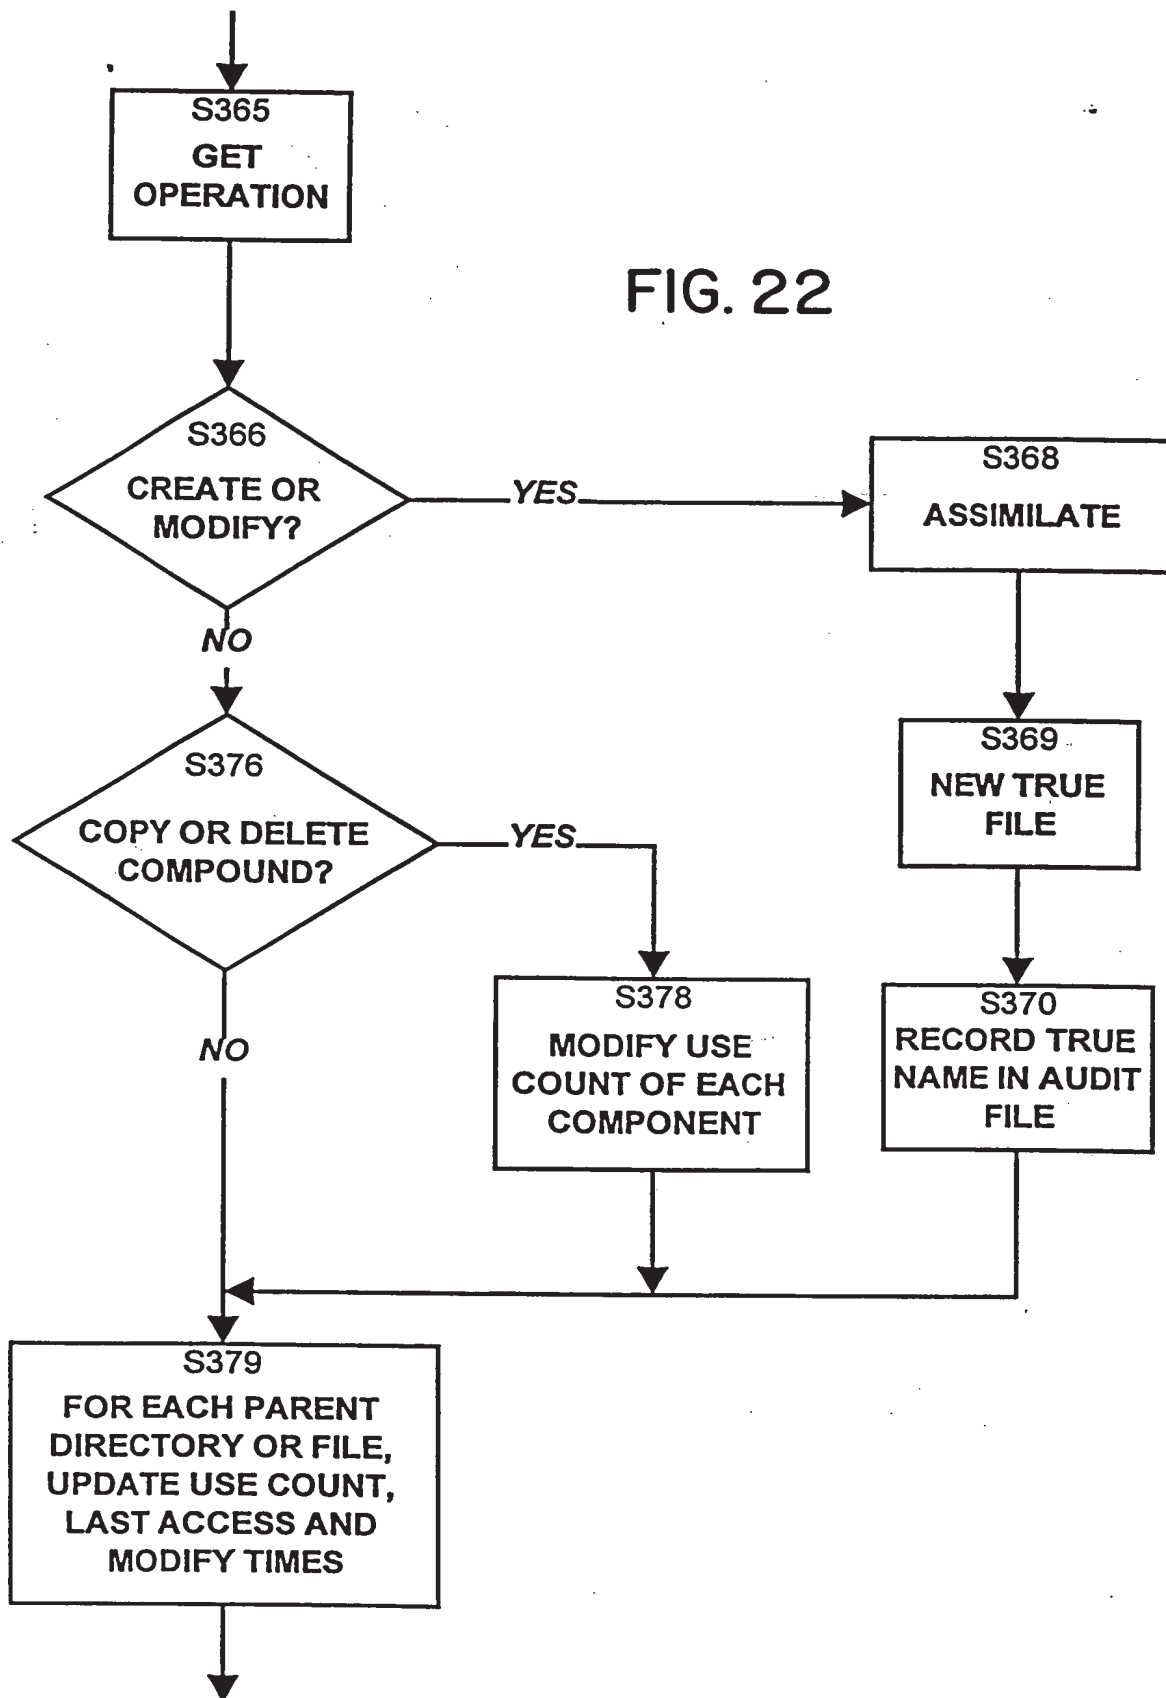 S365
GET
OPERATION
FIG. 22
S366
CREATE OR
MODIFY?
YES
S368
ASSIMILATE
NO
S369
NEW TRUE
FILE
S376
COPY OR DELETE
COMPOUND?
YES
S378
MODIFY USE
COUNT OF EACH
COMPONENT
S370
RECORD TRUE
NAME IN AUDIT
FILE
NO
S379
FOR EACH PARENT
DIRECTORY OR FILE,
UPDATE USE COUNT,
LAST ACCESS AND
MODIFY TIMES